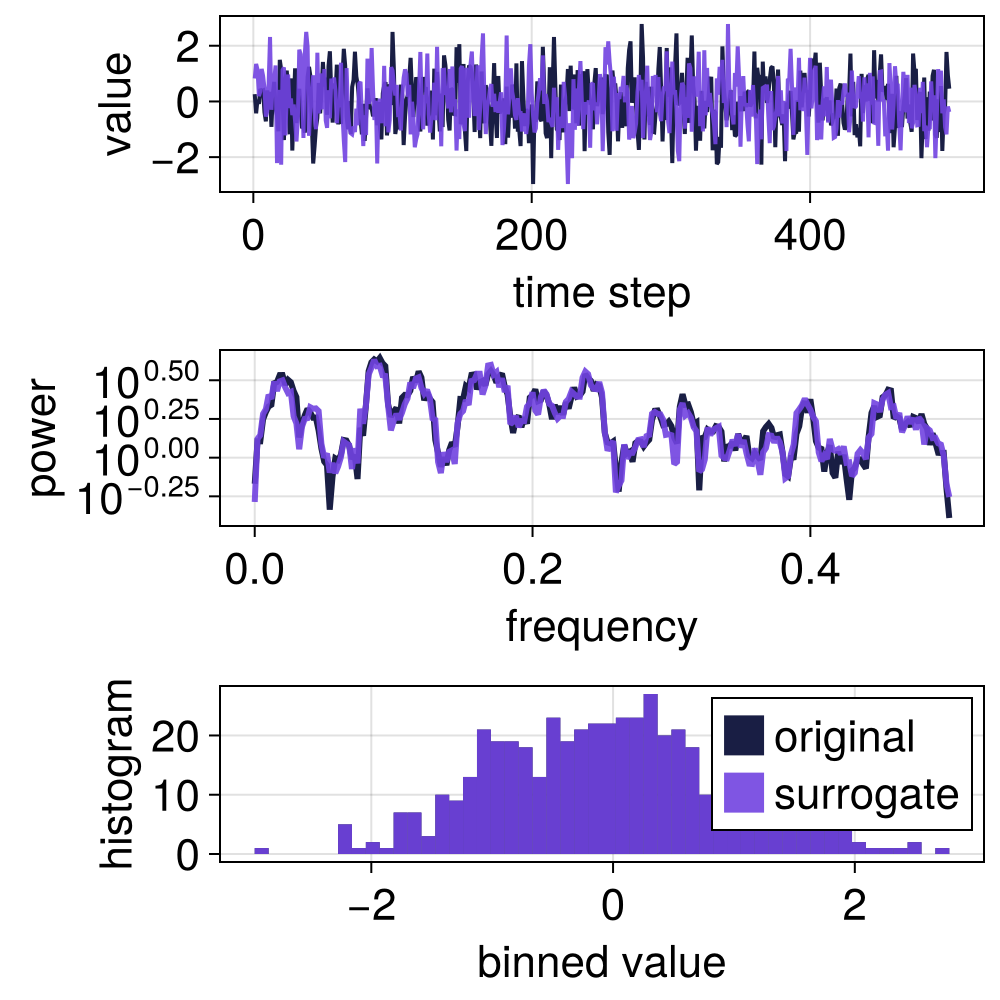 value
2
0
−2
0 200 400
time step
power
10^0.50
10^0.25
10^0.00
10^−0.25
0.0 0.2 0.4
frequency
histogram
20
10
0
original
surrogate
−2 0 2
binned value